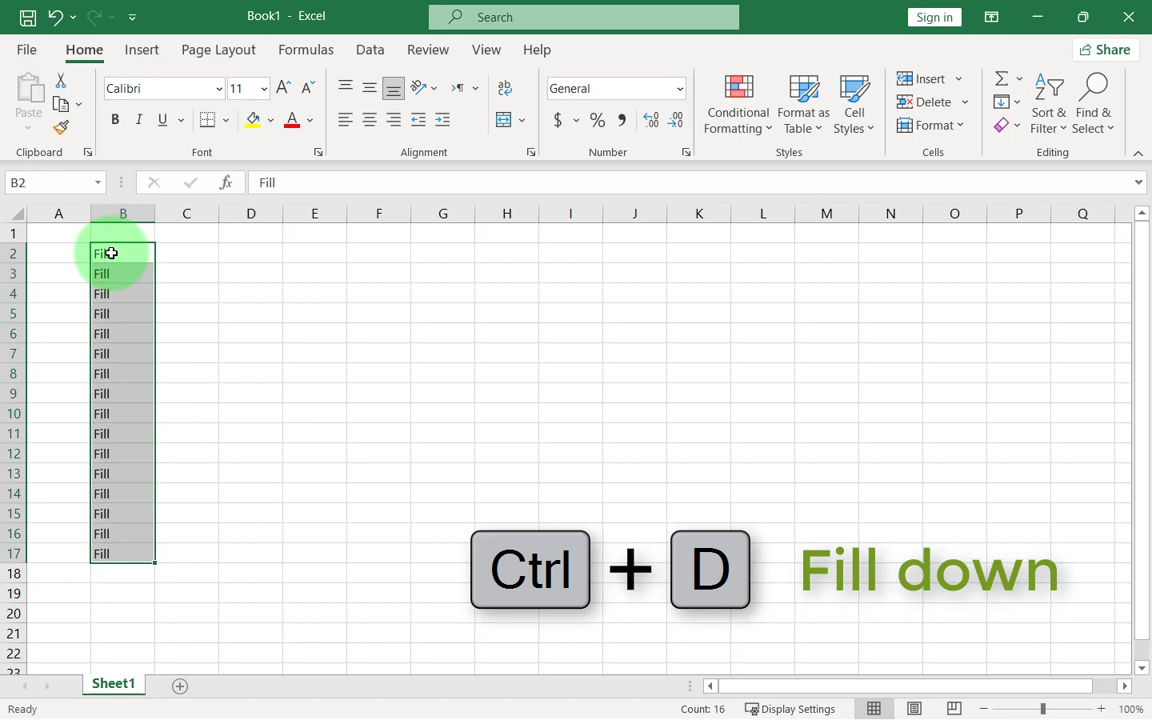 Book1 - Excel
Search
Sign in
File Home Insert Page Layout Formulas Data Review View Help
Share
Paste
Calibri 11
B I U A
General
$ % ,
Conditional Formatting
Format as Table
Cell Styles
Insert
Delete
Format
Sort & Filter
Find & Select
Clipboard Font Alignment Number Styles Cells Editing
B2 fx Fill
A B C D E F G H I J K L M N O P Q
1
2 Fill
3 Fill
4 Fill
5 Fill
6 Fill
7 Fill
8 Fill
9 Fill
10 Fill
11 Fill
12 Fill
13 Fill
14 Fill
15 Fill
16 Fill
17 Fill
Ctrl + D Fill down
18
19
20
21
22
23
Sheet1
Ready Count: 16 Display Settings 100%